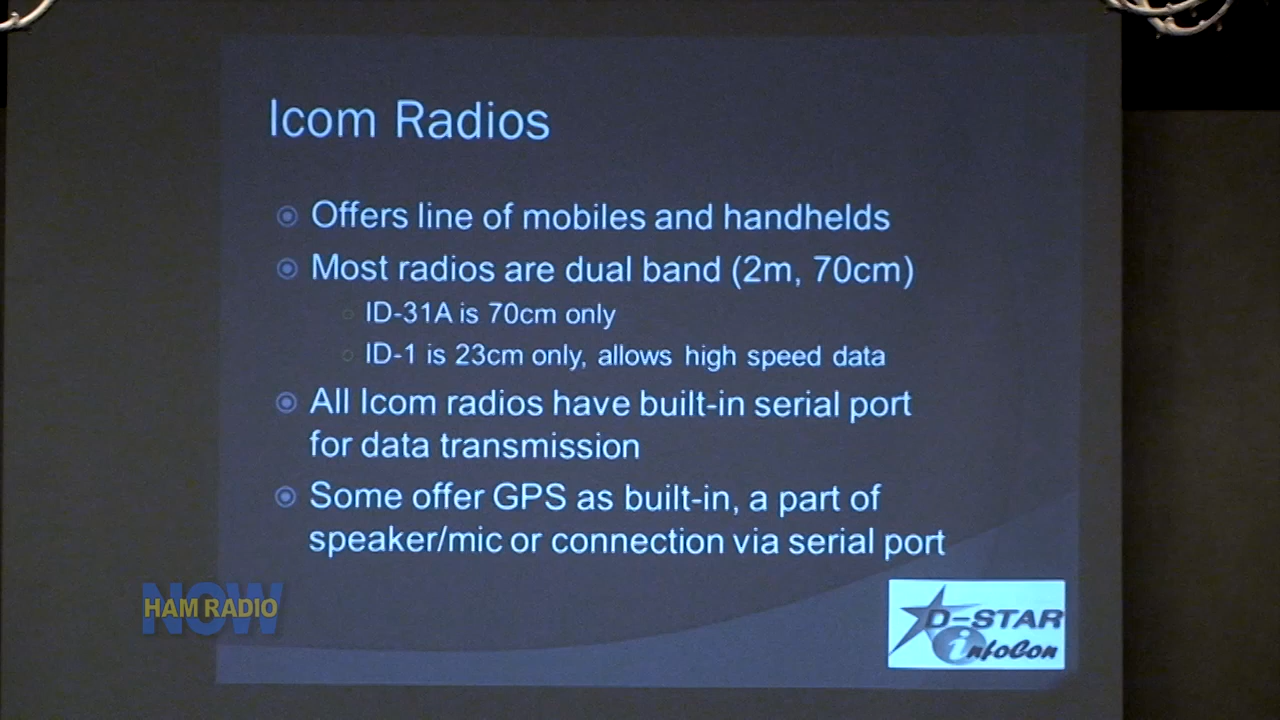 Icom Radios
Offers line of mobiles and handhelds
Most radios are dual band (2m, 70cm)
ID-31A is 70cm only
ID-1 is 23cm only, allows high speed data
All Icom radios have built-in serial port
for data transmission
Some offer GPS as built-in, a part of
speaker/mic or connection via serial port
NOW
HAM RADIO
D-STAR
infoCon